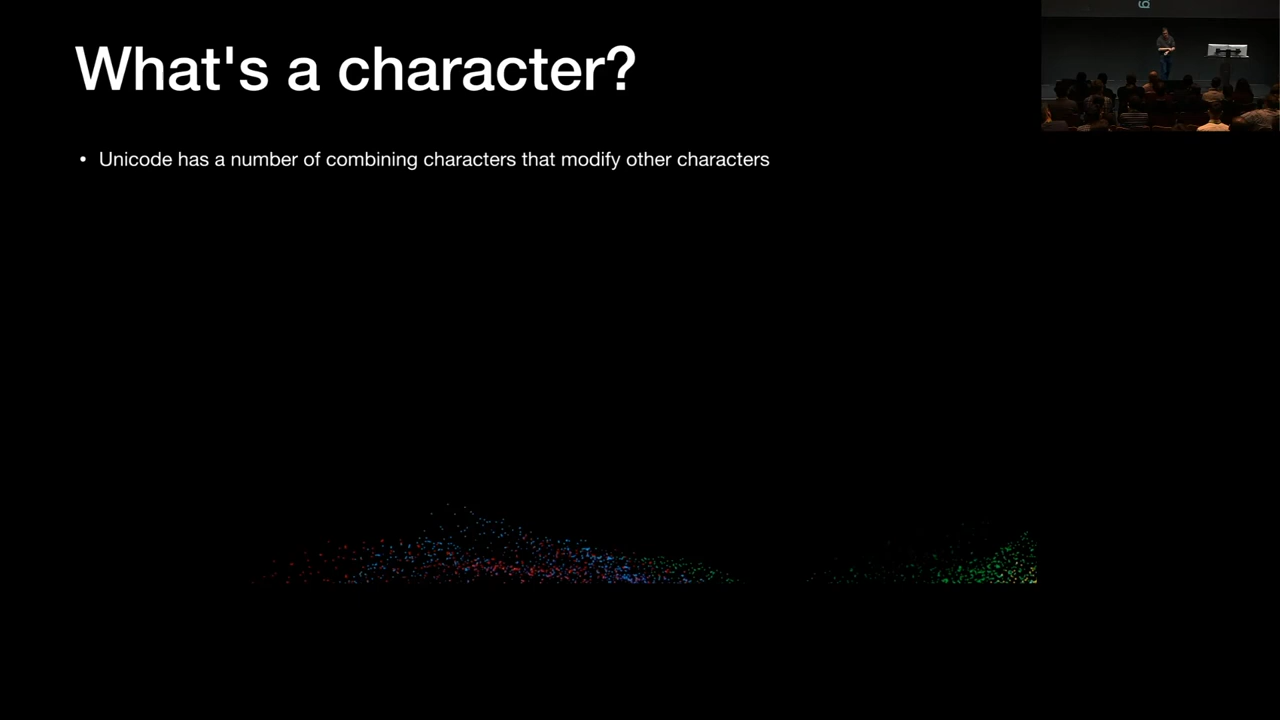 What's a character?
• Unicode has a number of combining characters that modify other characters